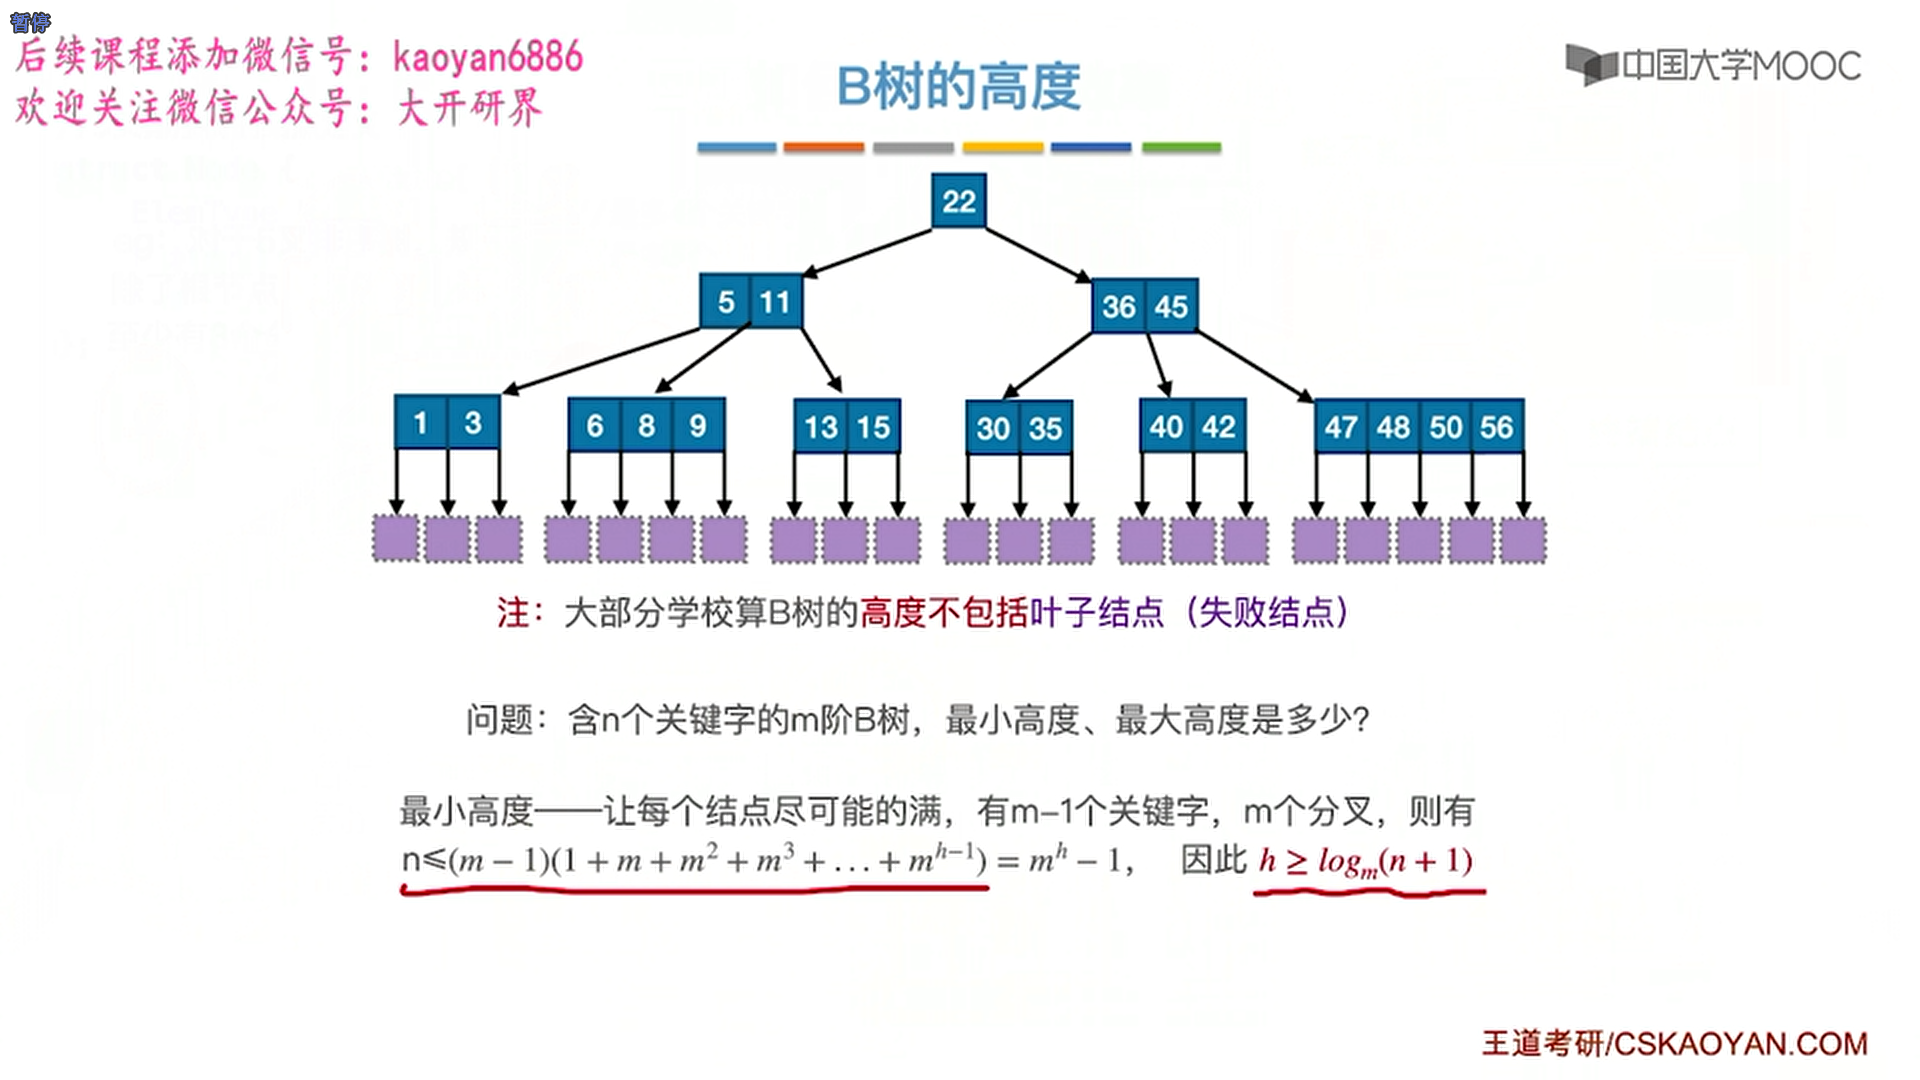 暂停
后续课程添加微信号：kaoyan6886
欢迎关注微信公众号：大开研界
中国大学MOOC
B树的高度
22
5 11
36 45
1 3
6 8 9
13 15
30 35
40 42
47 48 50 56
注：大部分学校算B树的高度不包括叶子结点（失败结点）
问题：含n个关键字的m阶B树，最小高度、最大高度是多少？
最小高度——让每个结点尽可能的满，有m–1个关键字，m个分叉，则有
n≤(m − 1)(1 + m + m² + m³ + … + mʰ⁻¹) = mʰ − 1， 因此 h ≥ logₘ(n + 1)
王道考研/CSKAOYAN.COM